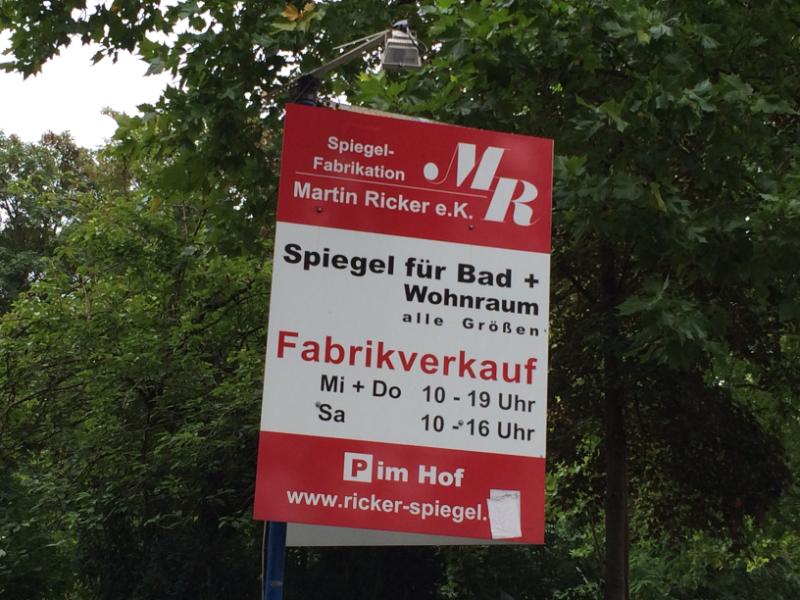 Spiegel-
Fabrikation
MR
Martin Ricker e.K.
Spiegel für Bad +
Wohnraum
alle Größen
Fabrikverkauf
Mi + Do 10 - 19 Uhr
Sa 10 - 16 Uhr
P im Hof
www.ricker-spiegel.